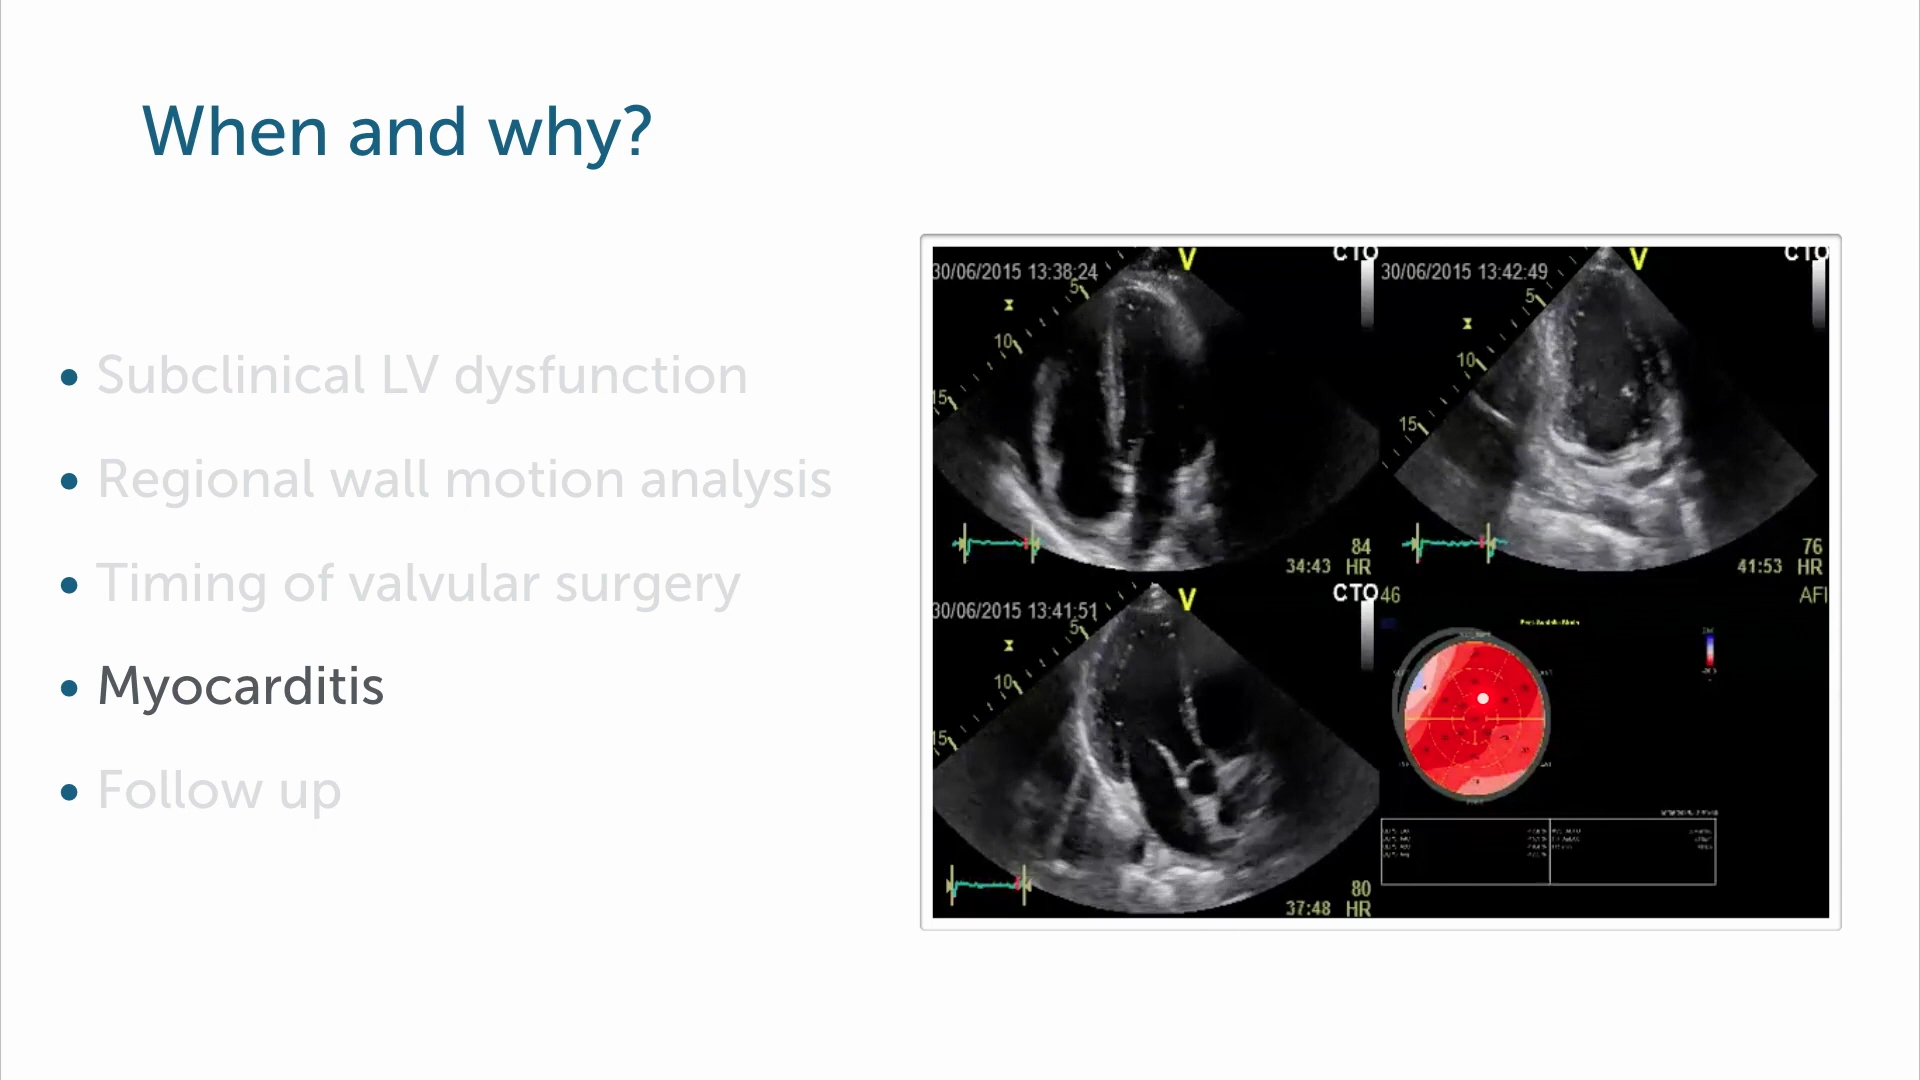 When and why?
• Subclinical LV dysfunction
• Regional wall motion analysis
• Timing of valvular surgery
• Myocarditis
• Follow up
30/06/2015 13:38:24
V
CTO
5
10
15
84
34:43 HR
30/06/2015 13:42:49
V
CTO
5
10
15
76
41:53 HR
30/06/2015 13:41:51
V
CTO
5
10
15
80
37:48 HR
46
AFI